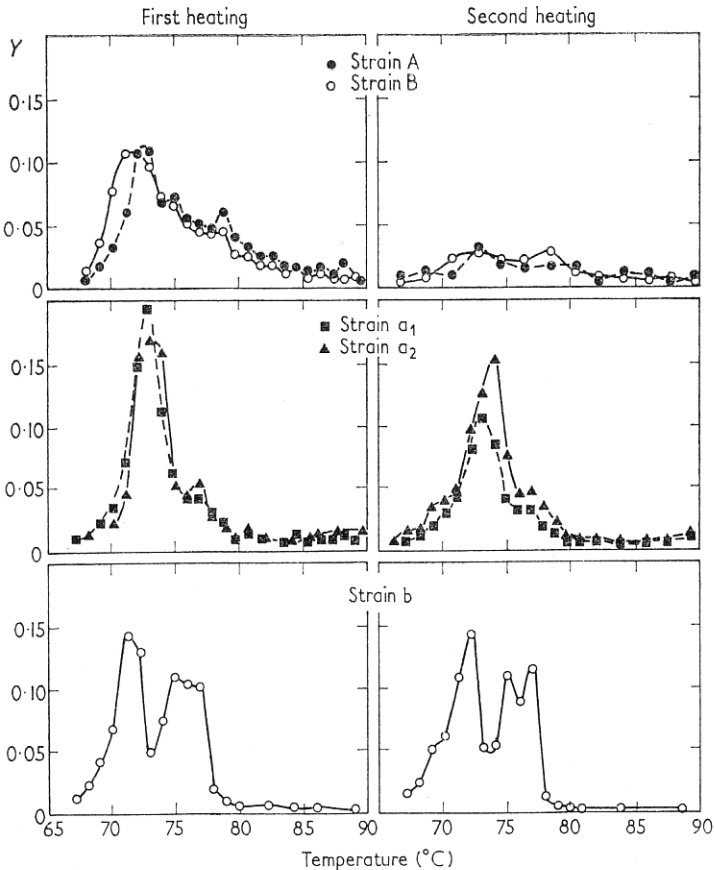 First heating
Second heating
Y
Strain A
Strain B
0·15
0·10
0·05
0
Strain a1
Strain a2
0·15
0·10
0·05
0
Strain b
0·15
0·10
0·05
0
65 70 75 80 85 90 70 75 80 85 90
Temperature (°C)